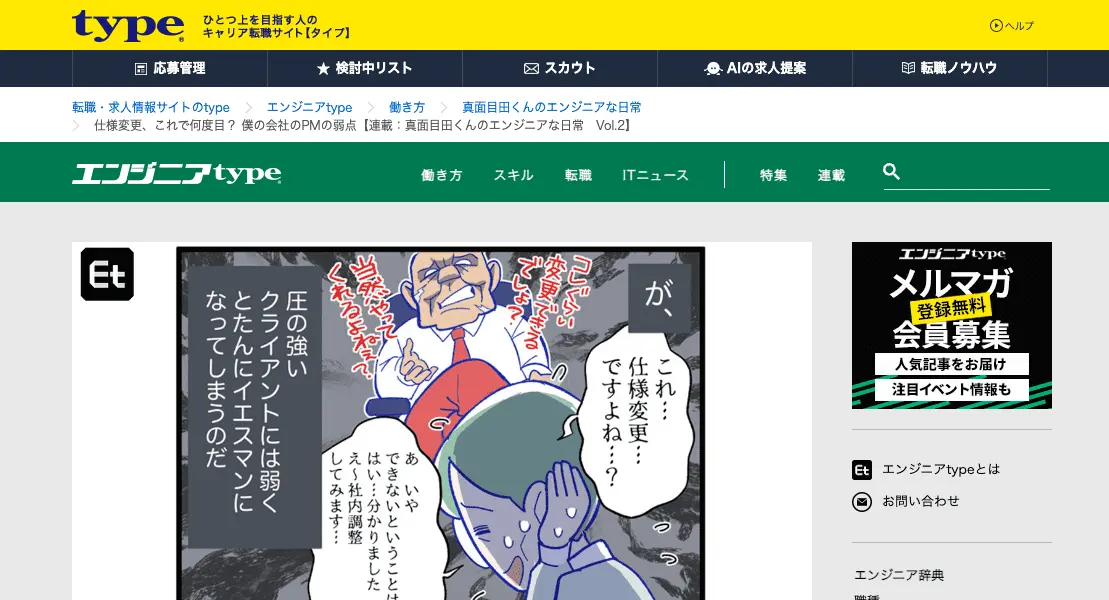 type
ひとつ上を目指す人の
キャリア転職サイト【タイプ】
ヘルプ
応募管理
検討中リスト
スカウト
AIの求人提案
転職ノウハウ
転職・求人情報サイトのtype
エンジニアtype
働き方
真面目田くんのエンジニアな日常
仕様変更、これで何度目？ 僕の会社のPMの弱点【連載：真面目田くんのエンジニアな日常　Vol.2】
エンジニアtype
働き方
スキル
転職
ITニュース
特集
連載
Et
が、
コレぐらい
変更できる
でしょ？
当然やって
くれるよねぇ？
圧の強い
クライアントには弱く
とたんにイエスマンに
なってしまうのだ
これ…
仕様変更…
ですよね…？
あ　いや
できないということは
はい…分かりました
え〜社内調整
してみます…
エンジニアtype
メルマガ
登録無料
会員募集
人気記事をお届け
注目イベント情報も
Et
エンジニアtypeとは
お問い合わせ
エンジニア辞典
職種